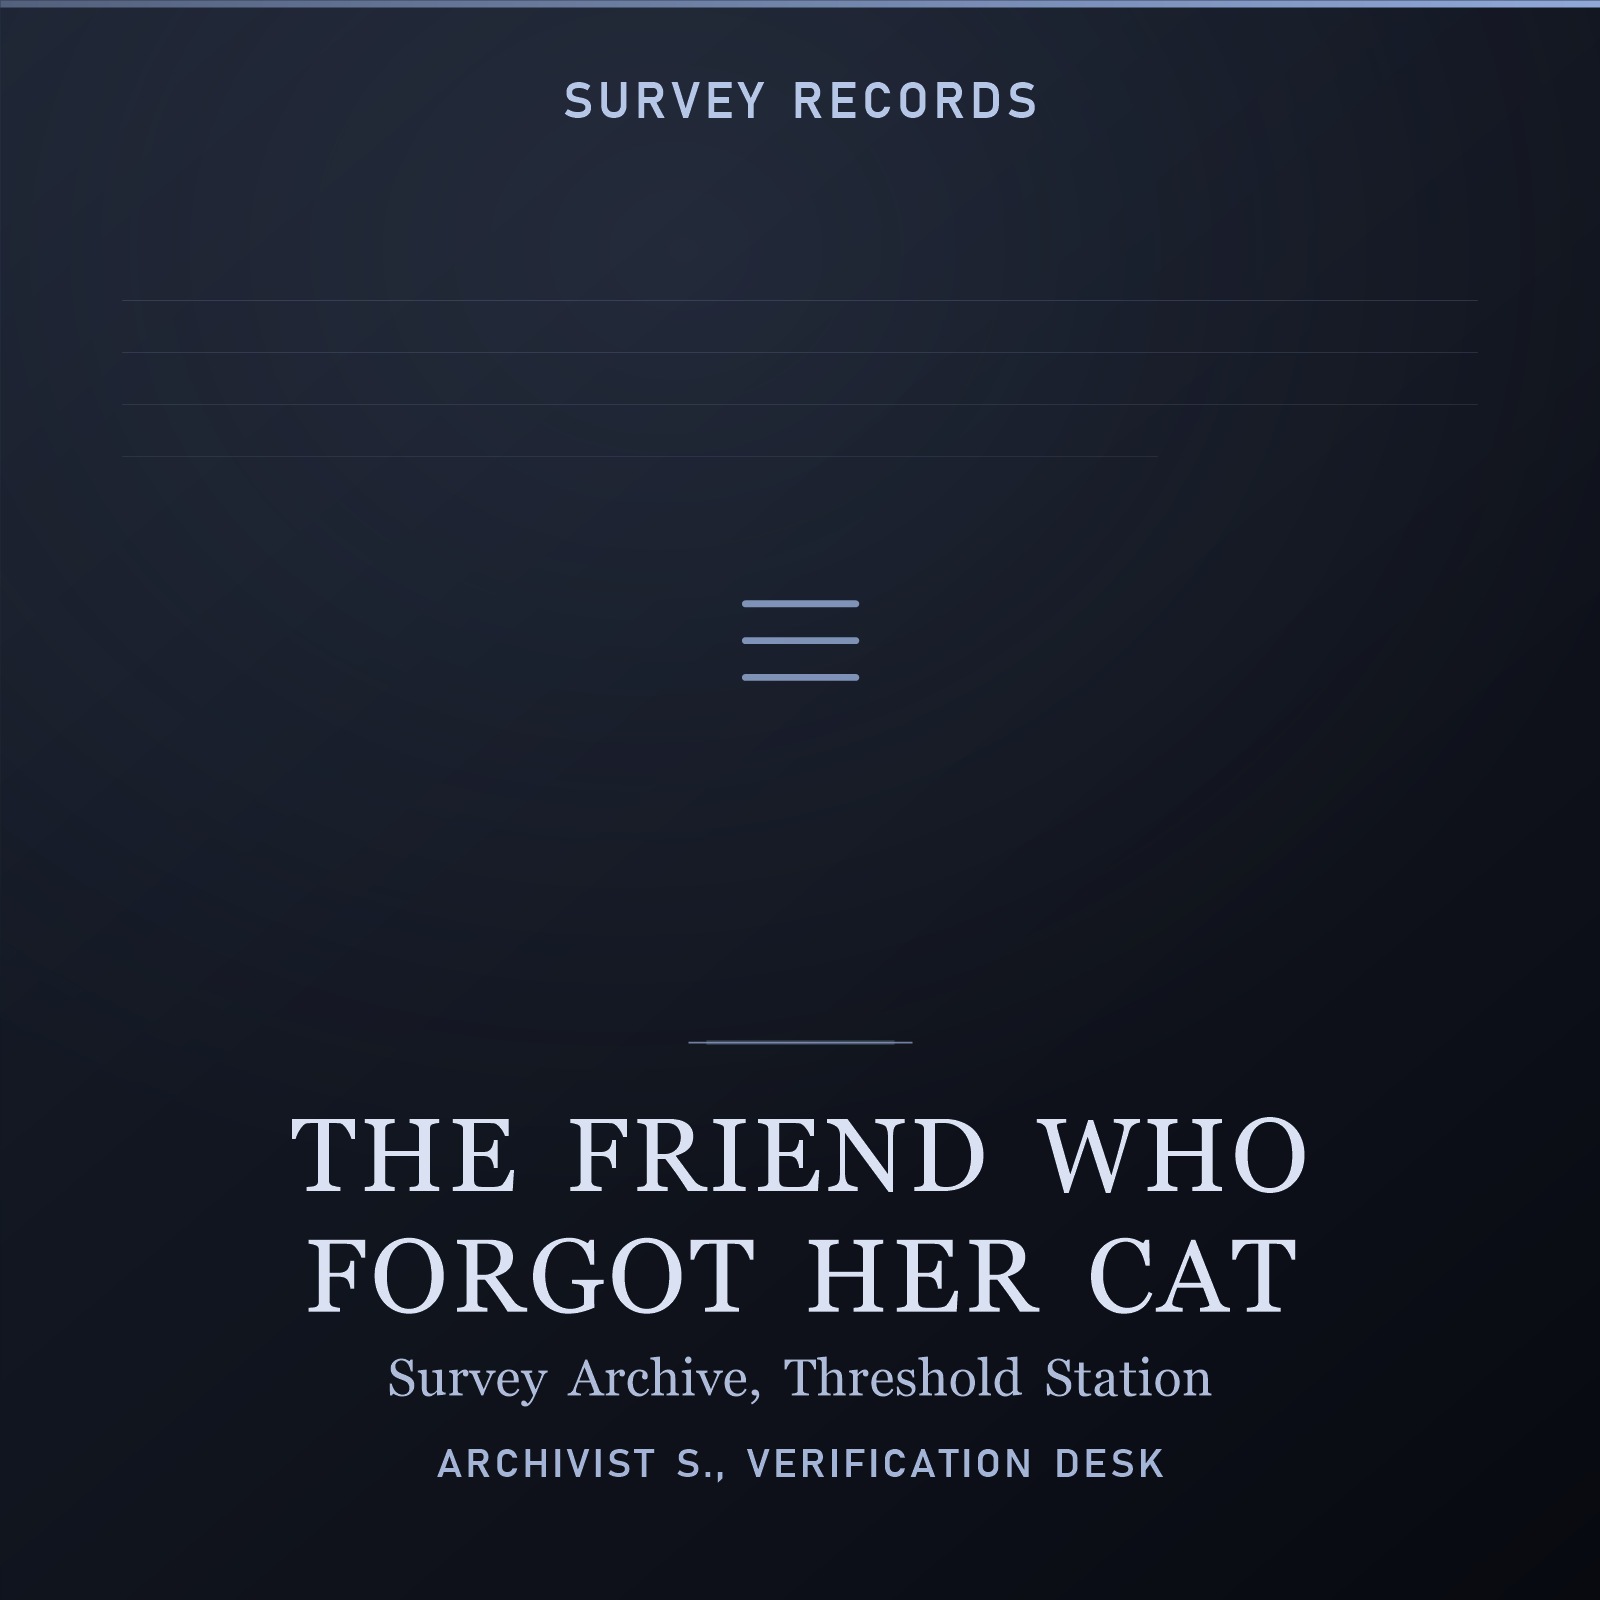 SURVEY RECORDS
THE FRIEND WHO
FORGOT HER CAT
Survey Archive, Threshold Station
ARCHIVIST S., VERIFICATION DESK